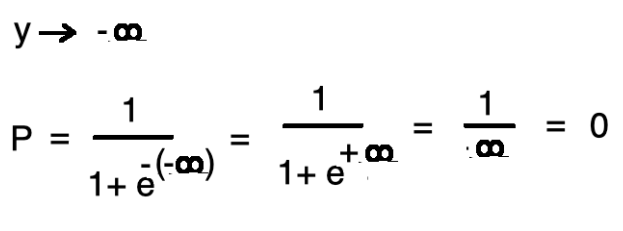 y → -∞
P = 1 / (1 + e^-(-∞)) = 1 / (1 + e^+∞) = 1 / ∞ = 0